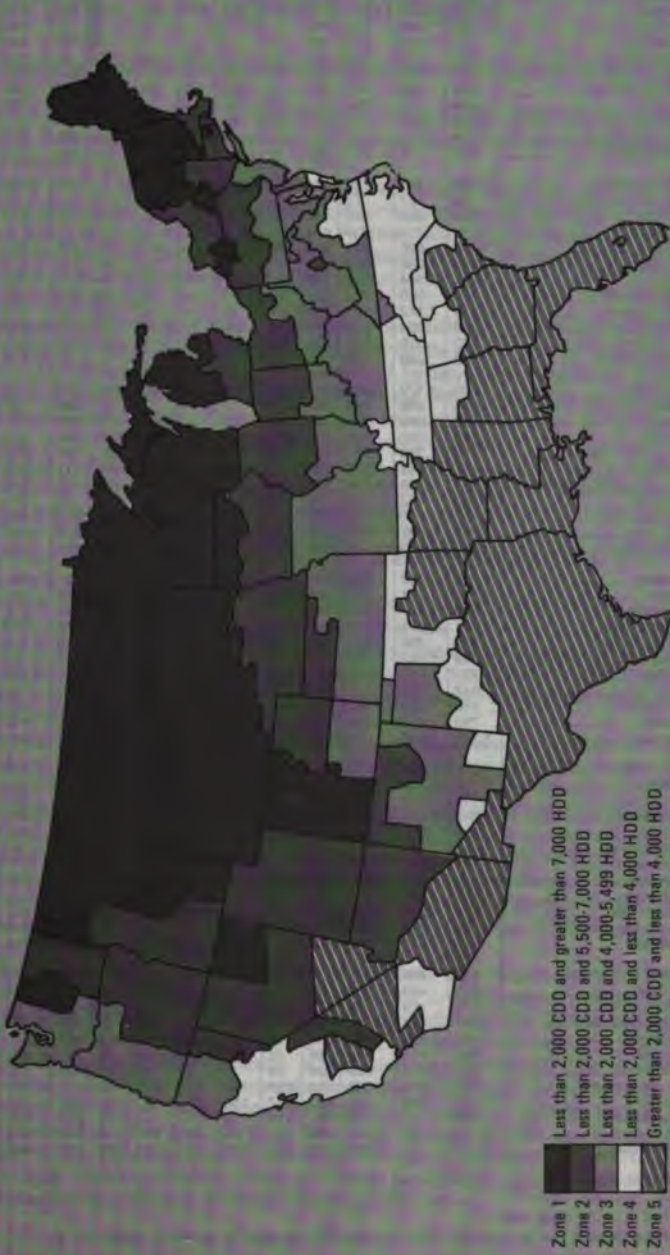 Zone 1 Less than 2,000 CDD and greater than 7,000 HDD
Zone 2 Less than 2,000 CDD and 5,500-7,000 HDD
Zone 3 Less than 2,000 CDD and 4,000-5,499 HDD
Zone 4 Less than 2,000 CDD and less than 4,000 HDD
Zone 5 Greater than 2,000 CDD and less than 4,000 HDD